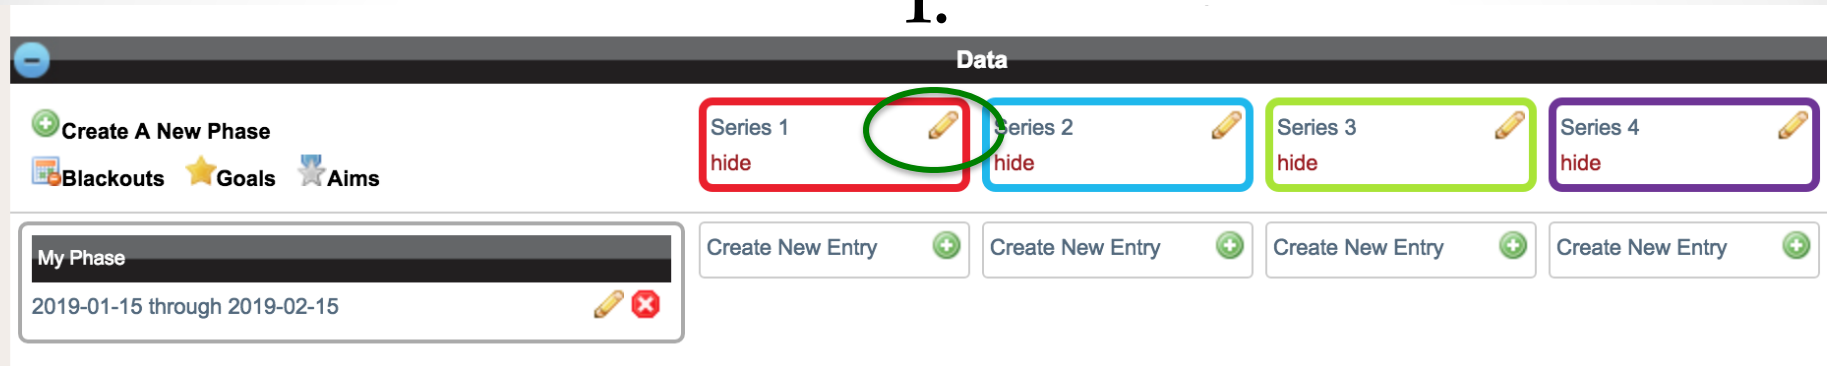 1.
Data
Create A New Phase
Blackouts Goals Aims
Series 1
hide
Series 2
hide
Series 3
hide
Series 4
hide
My Phase
2019-01-15 through 2019-02-15
Create New Entry
Create New Entry
Create New Entry
Create New Entry